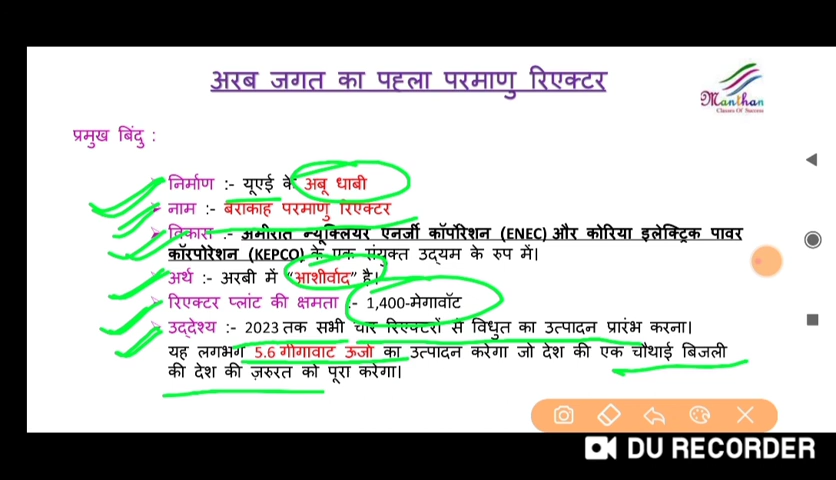 अरब जगत का पहला परमाणु रिएक्टर
Manthan
Classes Of Success
प्रमुख बिंदु :
निर्माण :- यूएई के अबू धाबी
नाम :- बराकाह परमाणु रिएक्टर
विकास :- अमीरात न्यूक्लियर एनर्जी कॉर्पोरेशन (ENEC) और कोरिया इलेक्ट्रिक पावर
कॉरपोरेशन (KEPCO) के एक संयुक्त उद्यम के रुप में।
अर्थ :- अरबी में "आशीर्वाद" है।
रिएक्टर प्लांट की क्षमता :- 1,400-मेगावॉट
उद्देश्य :- 2023 तक सभी चार रिएक्टरों से विधुत का उत्पादन प्रारंभ करना।
यह लगभग 5.6 गीगावाट ऊर्जा का उत्पादन करेगा जो देश की एक चौथाई बिजली
की देश की ज़रुरत को पूरा करेगा।
DU RECORDER